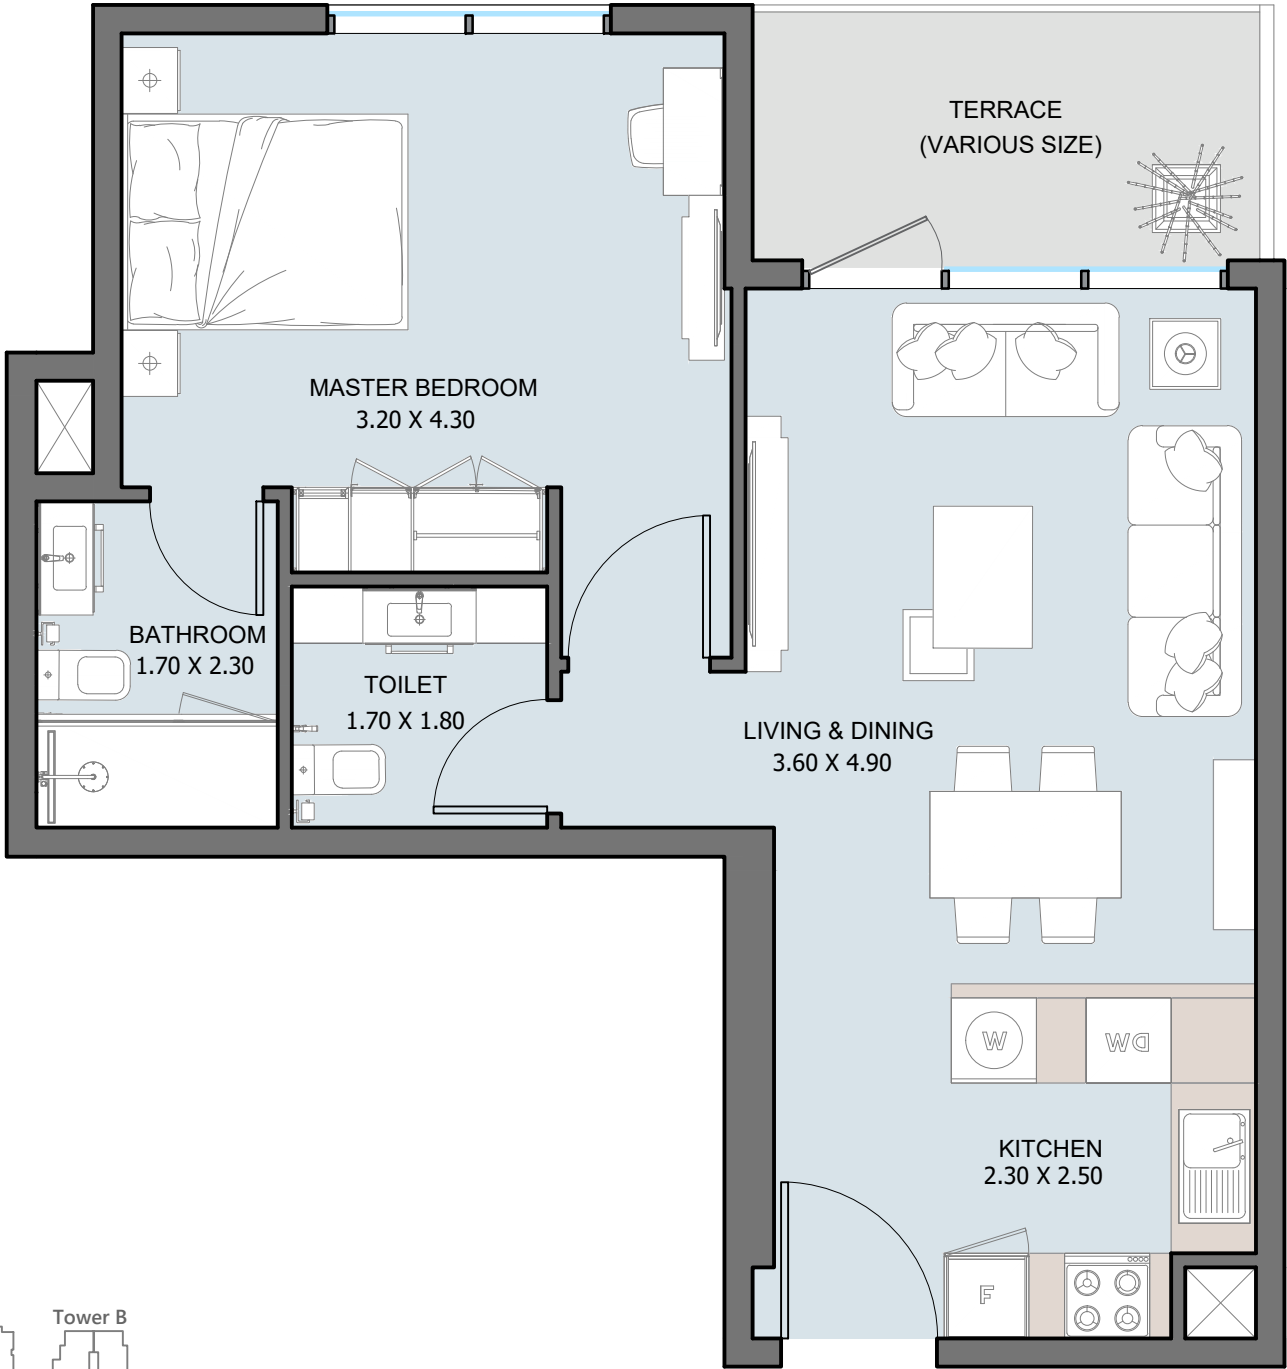 TERRACE
(VARIOUS SIZE)
MASTER BEDROOM
3.20 X 4.30
BATHROOM
1.70 X 2.30
TOILET
1.70 X 1.80
LIVING & DINING
3.60 X 4.90
W
DW
KITCHEN
2.30 X 2.50
F
Tower B